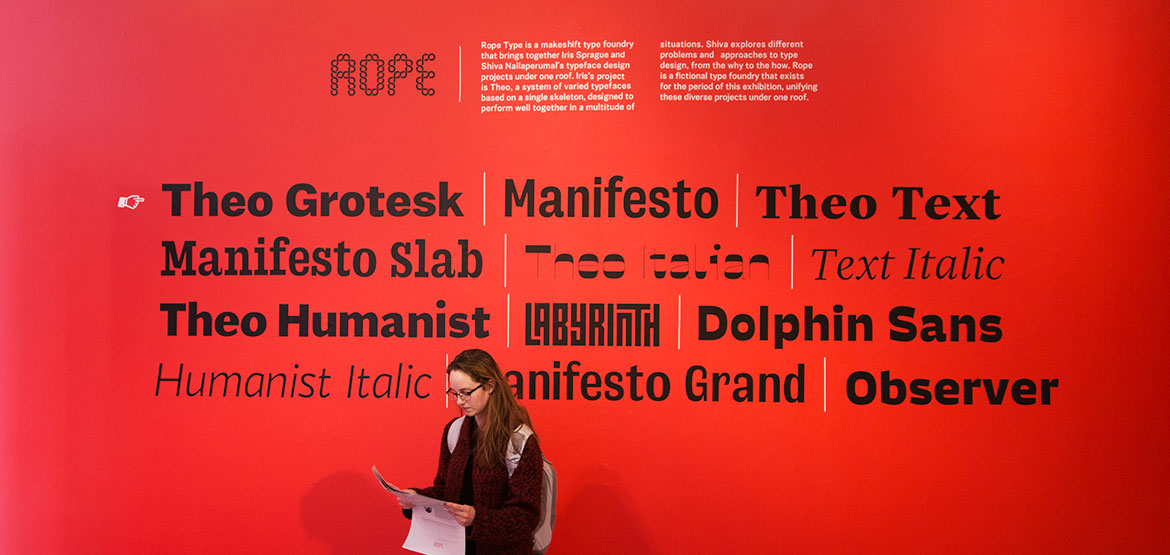 ROPE
Rope Type is a makeshift type foundry
that brings together Iris Sprague and
Shiva Nallaperumal's typeface design
projects under one roof. Iris's project
is Theo, a system of varied typefaces
based on a single skeleton, designed to
perform well together in a multitude of
situations. Shiva explores different
problems and approaches to type
design, from the why to the how. Rope
is a fictional type foundry that exists
for the period of this exhibition, unifying
these diverse projects under one roof.
Theo Grotesk Manifesto Theo Text
Manifesto Slab Theo Italian Text Italic
Theo Humanist LABYRINTH Dolphin Sans
Humanist Italic anifesto Grand Observer
ROPE